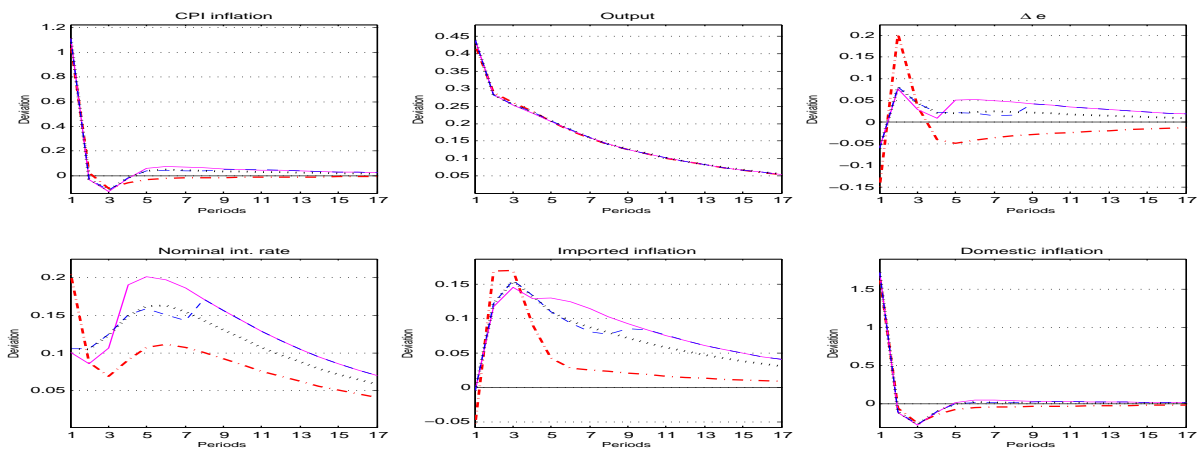 CPI inflation
Deviation
1.2
1
0.8
0.6
0.4
0.2
0
1 3 5 7 9 11 13 15 17
Periods
Output
Deviation
0.45
0.4
0.35
0.3
0.25
0.2
0.15
0.1
0.05
1 3 5 7 9 11 13 15 17
Periods
Δ e
Deviation
0.2
0.15
0.1
0.05
0
−0.05
−0.1
−0.15
1 3 5 7 9 11 13 15 17
Periods
Nominal int. rate
Deviation
0.2
0.15
0.1
0.05
1 3 5 7 9 11 13 15 17
Periods
Imported inflation
Deviation
0.15
0.1
0.05
0
−0.05
1 3 5 7 9 11 13 15 17
Periods
Domestic inflation
Deviation
1.5
1
0.5
0
1 3 5 7 9 11 13 15 17
Periods